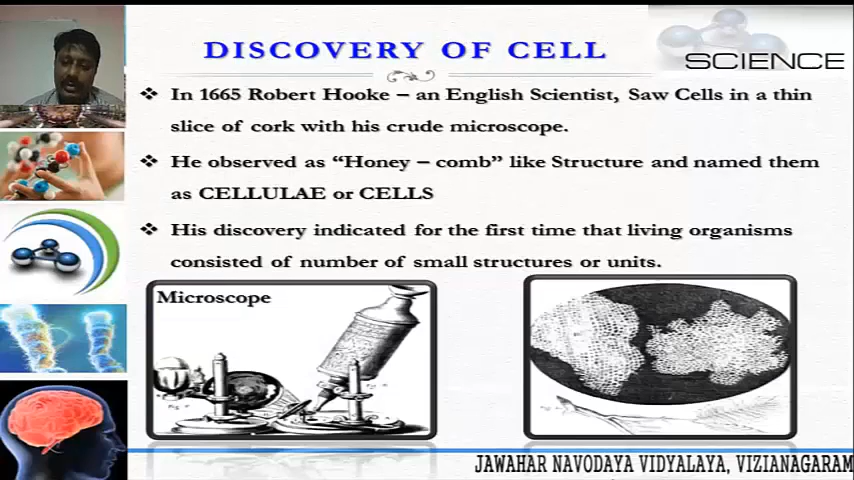 DISCOVERY OF CELL
SCIENCE
❖ In 1665 Robert Hooke – an English Scientist, Saw Cells in a thin
slice of cork with his crude microscope.
❖ He observed as “Honey – comb” like Structure and named them
as CELLULAE or CELLS
❖ His discovery indicated for the first time that living organisms
consisted of number of small structures or units.
Microscope
JAWAHAR NAVODAYA VIDYALAYA, VIZIANAGARAM